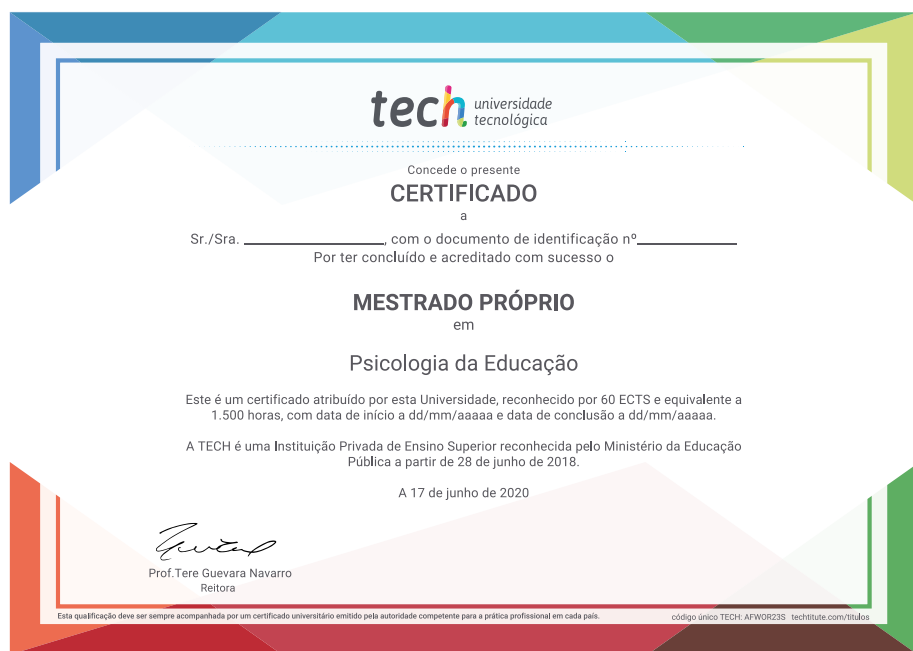 tech universidade
tecnológica
Concede o presente
CERTIFICADO
a
Sr./Sra. ________________, com o documento de identificação nº____________
Por ter concluído e acreditado com sucesso o
MESTRADO PRÓPRIO
em
Psicologia da Educação
Este é um certificado atribuído por esta Universidade, reconhecido por 60 ECTS e equivalente a
1.500 horas, com data de início a dd/mm/aaaaa e data de conclusão a dd/mm/aaaaa.
A TECH é uma Instituição Privada de Ensino Superior reconhecida pelo Ministério da Educação
Pública a partir de 28 de junho de 2018.
A 17 de junho de 2020
Prof.Tere Guevara Navarro
Reitora
Esta qualificação deve ser sempre acompanhada por um certificado universitário emitido pela autoridade competente para a prática profissional em cada país.
código único TECH: AFWOR23S techtitute.com/titulos